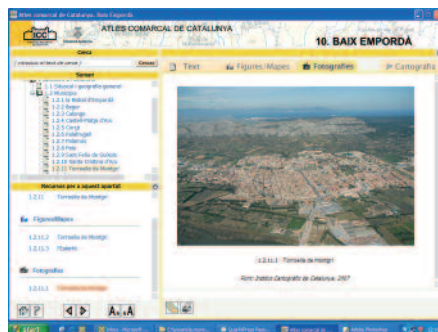 Atles comarcal de Catalunya. Baix Empordà
ICC
ATLES COMARCAL DE CATALUNYA
10. BAIX EMPORDÀ
Cerca
Cercar
Text
Figures/Mapes
Fotografies
Cartografia
Sumari
1.1 Situació i geografia general
1.2 Municipis
1.2.1 la Bisbal d'Empordà
1.2.2 Calonge
1.2.4 Castell-Platja d'Aro
1.2.5 Corçà
1.2.6 Palafrugell
1.2.7 Palamós
1.2.8 Pals
1.2.9 Sant Feliu de Guíxols
1.2.10 Santa Cristina d'Aro
1.2.11 Torroella de Montgrí
Recursos per a aquest apartat
1.2.11 Torroella de Montgrí
Figures/Mapes
1.2.11.2 Torroella de Montgrí
1.2.11.3 l'Estartit
Fotografies
1.2.11.1 Torroella de Montgrí
1.2.11.1 Torroella de Montgrí
Font: Institut Cartogràfic de Catalunya, 2007
start